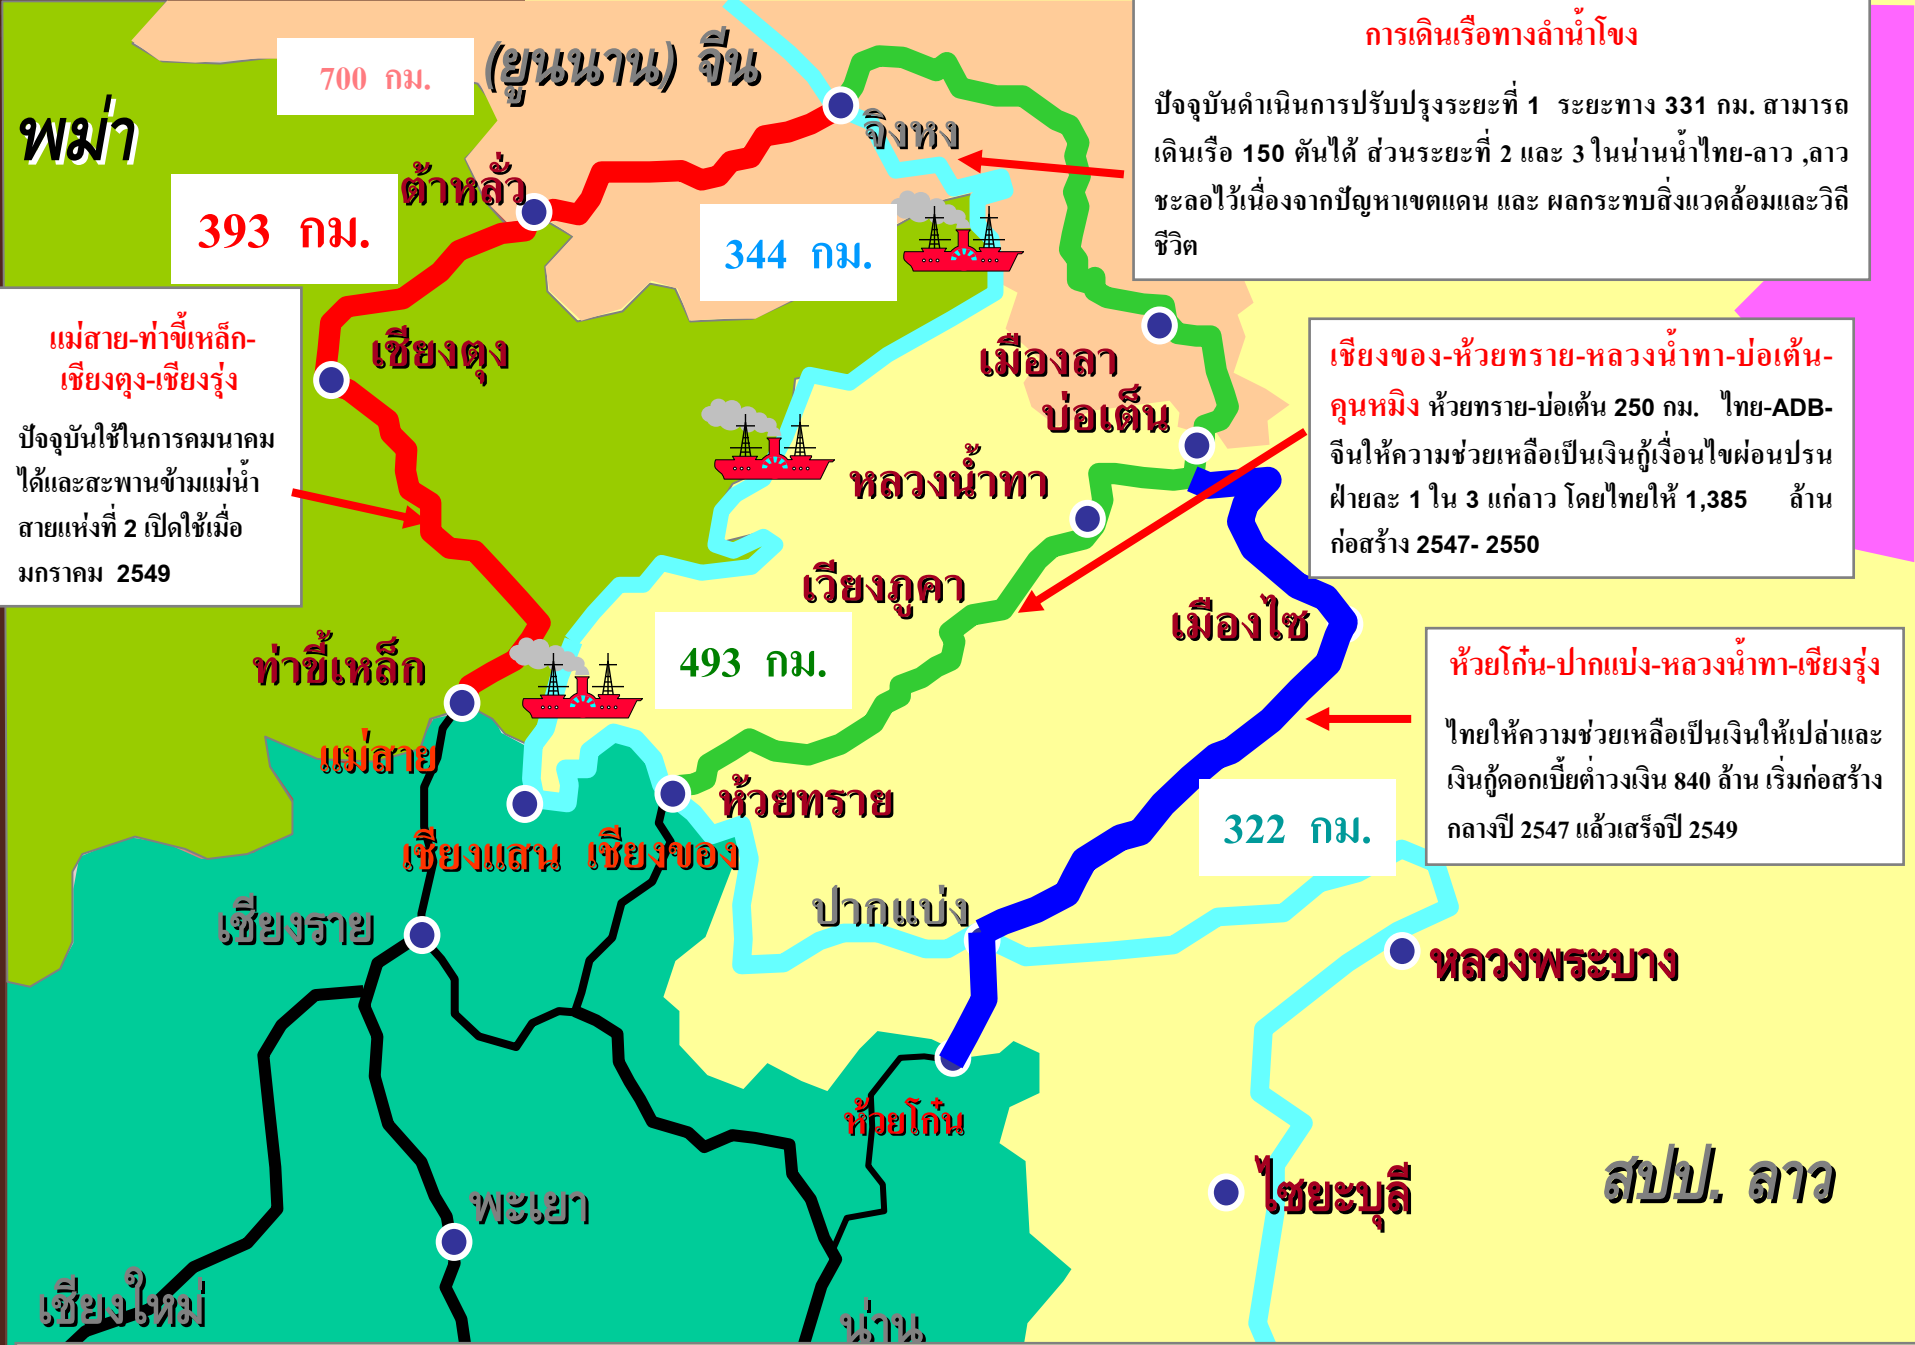 การเดินเรือทางลำน้ำโขง
ปัจจุบันดำเนินการปรับปรุงระยะที่ 1 ระยะทาง 331 กม. สามารถ
เดินเรือ 150 ตันได้ ส่วนระยะที่ 2 และ 3 ในน่านน้ำไทย-ลาว ,ลาว
ชะลอไว้เนื่องจากปัญหาเขตแดน และ ผลกระทบสิ่งแวดล้อมและวิถี
ชีวิต
(ยูนนาน) จีน
700 กม.
พม่า
จิงหง
ต้าหลั่ว
393 กม.
344 กม.
แม่สาย-ท่าขี้เหล็ก-
เชียงตุง-เชียงรุ่ง
ปัจจุบันใช้ในการคมนาคม
ได้และสะพานข้ามแม่น้ำ
สายแห่งที่ 2 เปิดใช้เมื่อ
มกราคม 2549
เชียงตุง
เมืองลา
บ่อเต็น
เชียงของ-ห้วยทราย-หลวงน้ำทา-บ่อเต้น-
คุนหมิง ห้วยทราย-บ่อเต้น 250 กม. ไทย-ADB-
จีนให้ความช่วยเหลือเป็นเงินกู้เงื่อนไขผ่อนปรน
ฝ่ายละ 1 ใน 3 แก่ลาว โดยไทยให้ 1,385 ล้าน
ก่อสร้าง 2547- 2550
หลวงน้ำทา
เวียงภูคา
เมืองไซ
ท่าขี้เหล็ก
493 กม.
ห้วยโก๋น-ปากแบ่ง-หลวงน้ำทา-เชียงรุ่ง
ไทยให้ความช่วยเหลือเป็นเงินให้เปล่าและ
เงินกู้ดอกเบี้ยต่ำวงเงิน 840 ล้าน เริ่มก่อสร้าง
กลางปี 2547 แล้วเสร็จปี 2549
แม่สาย
ห้วยทราย
322 กม.
เชียงแสน
เชียงของ
ปากแบ่ง
เชียงราย
หลวงพระบาง
ห้วยโก๋น
สปป. ลาว
ไซยะบุลี
พะเยา
เชียงใหม่
น่าน